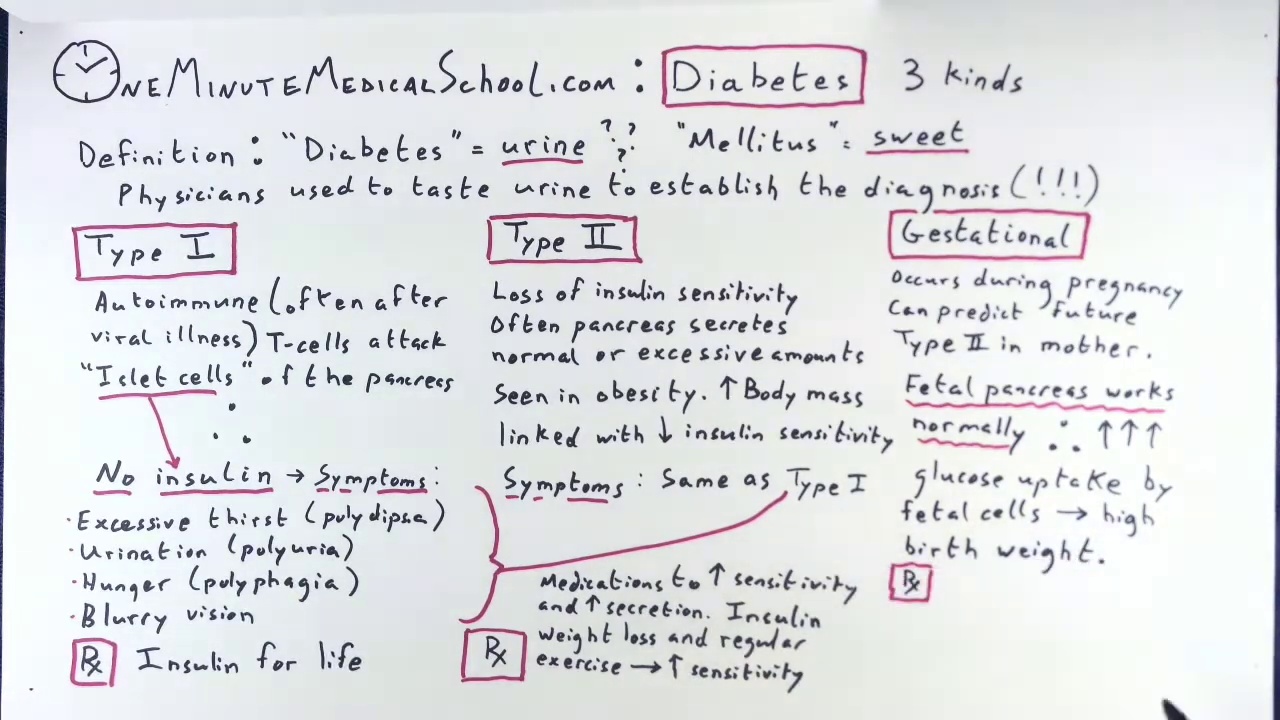 OneMinuteMedicalSchool.com : Diabetes 3 kinds
Definition : "Diabetes" = urine ? ? ? "Mellitus" = sweet
Physicians used to taste urine to establish the diagnosis (!!!)
Type I
Autoimmune (often after
viral illness) T-cells attack
"Islet cells" of the pancreas
∴
No insulin → Symptoms:
· Excessive thirst (polydipsa)
· Urination (polyuria)
· Hunger (polyphagia)
· Blurry vision
Rx Insulin for life
Type II
Loss of insulin sensitivity
Often pancreas secretes
normal or excessive amounts
Seen in obesity. ↑ Body mass
linked with ↓ insulin sensitivity
Symptoms : Same as Type I
Rx
Medications to ↑ sensitivity
and ↑ secretion. Insulin
weight loss and regular
exercise → ↑ sensitivity
Gestational
Occurs during pregnancy
Can predict future
Type II in mother.
Fetal pancreas works
normally ∴ ↑↑↑
glucose uptake by
fetal cells → high
birth weight.
Rx